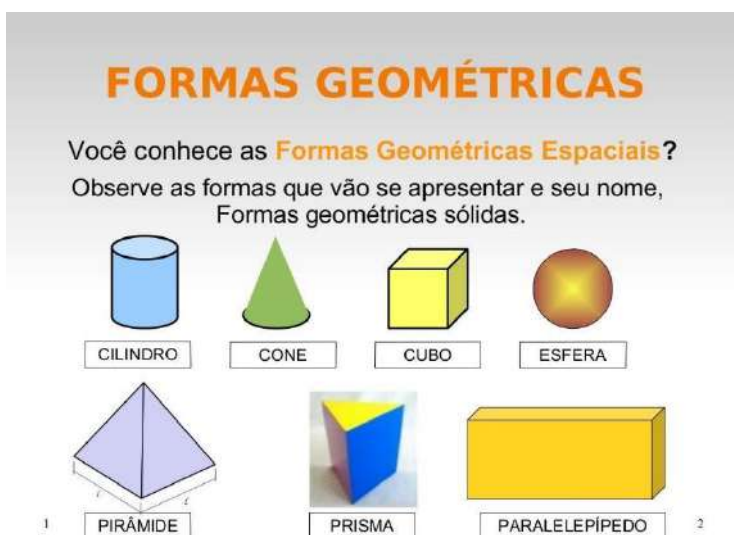 FORMAS GEOMÉTRICAS
Você conhece as Formas Geométricas Espaciais?
Observe as formas que vão se apresentar e seu nome,
Formas geométricas sólidas.
CILINDRO CONE CUBO ESFERA
1 PIRÂMIDE PRISMA PARALELEPÍPEDO 2